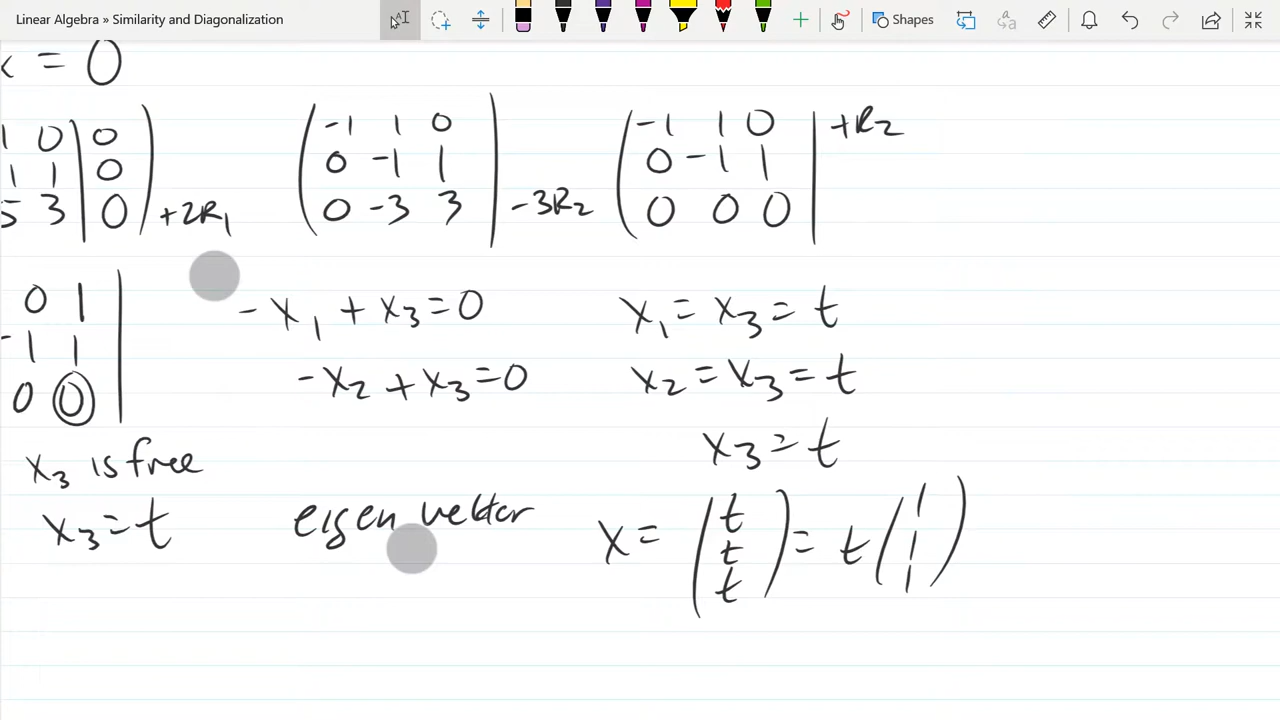 Linear Algebra » Similarity and Diagonalization
Shapes
x = 0
1 0 | 0
1 1 | 0
5 3 | 0 +2R₁
-1 1 0
0 -1 1
0 -3 3 -3R₂
-1 1 0 +R₂
0 -1 1
0 0 0
0 1
-1 1
0 0
-x₁ + x₃ = 0
-x₂ + x₃ = 0
x₁ = x₃ = t
x₂ = x₃ = t
x₃ = t
x₃ is free
x₃ = t
eigen vektor
x = (t t t) = t (1 1 1)